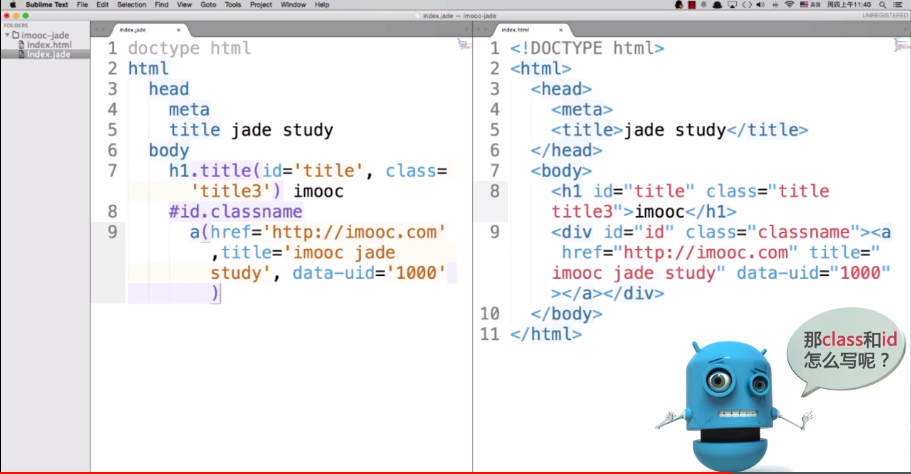 Sublime Text File Edit Selection Find View Goto Tools Project Window Help
周四上午11:40
index.jade — imooc-jade
UNREGISTERED
FOLDERS
imooc-jade
index.html
index.jade
index.jade
1 doctype html
2 html
3 head
4 meta
5 title jade study
6 body
7 h1.title(id='title', class=
'title3') imooc
8 #id.classname
9 a(href='http://imooc.com'
,title='imooc jade
study', data-uid='1000'
)
index.html
1 <!DOCTYPE html>
2 <html>
3 <head>
4 <meta>
5 <title>jade study</title>
6 </head>
7 <body>
8 <h1 id="title" class="title
title3">imooc</h1>
9 <div id="id" class="classname"><a
href="http://imooc.com" title="
imooc jade study" data-uid="1000"
></a></div>
10 </body>
11 </html>
那class和id
怎么写呢？